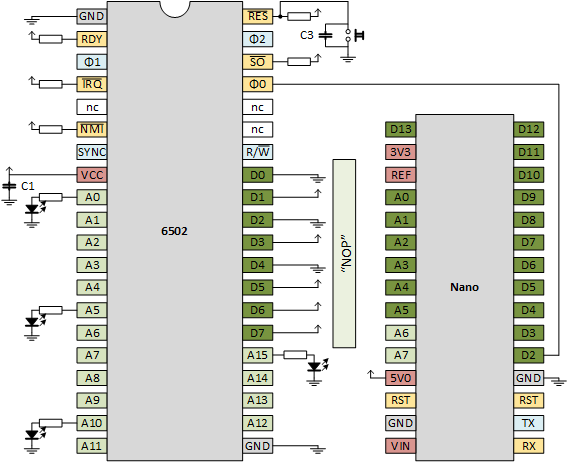 GND
RES
RDY
Φ2
C3
Φ1
SO
IRQ
Φ0
nc
nc
NMI
nc
SYNC
R/W
VCC
D0
C1
A0
D1
A1
D2
A2
D3
A3
D4
A4
D5
A5
D6
A6
D7
A7
A15
A8
A14
A9
A13
A10
A12
A11
GND
6502
“NOP”
D13
D12
3V3
D11
REF
D10
A0
D9
A1
D8
A2
D7
A3
D6
A4
D5
A5
D4
A6
D3
A7
D2
5V0
GND
RST
RST
GND
TX
VIN
RX
Nano